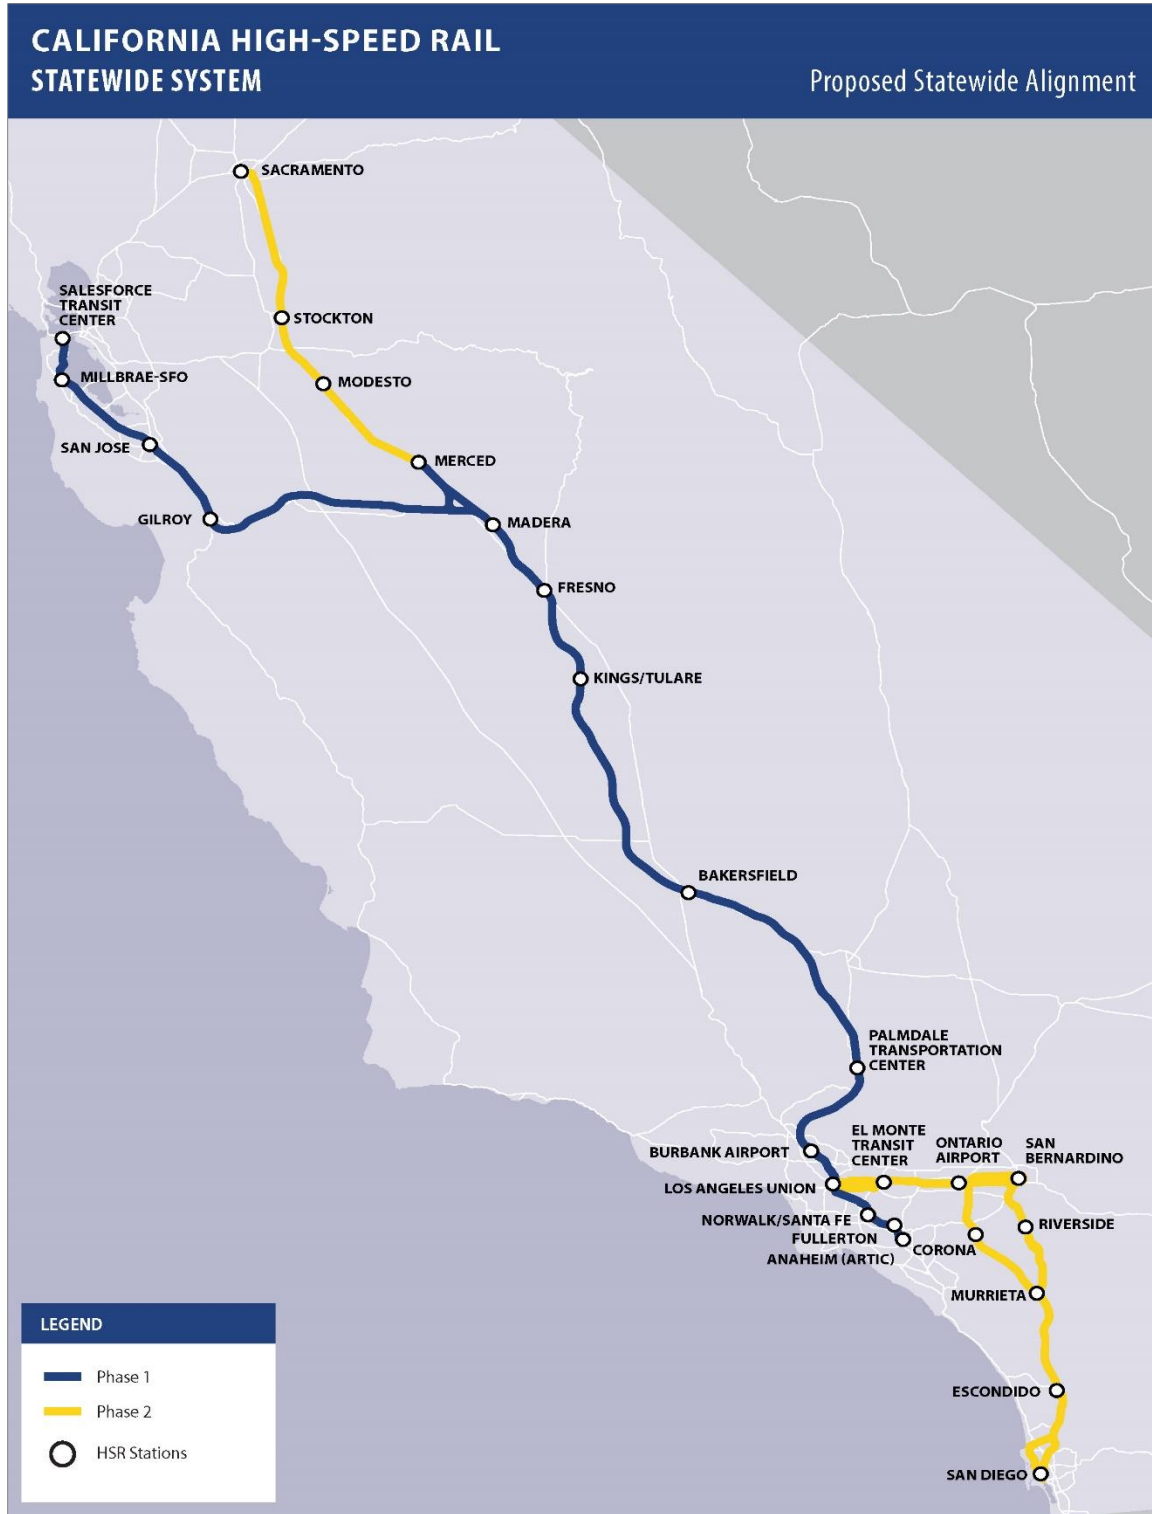 CALIFORNIA HIGH-SPEED RAIL
STATEWIDE SYSTEM
Proposed Statewide Alignment
SACRAMENTO
SALESFORCE
TRANSIT
CENTER
STOCKTON
MILLBRAE-SFO
MODESTO
SAN JOSE
MERCED
GILROY
MADERA
FRESNO
KINGS/TULARE
BAKERSFIELD
PALMDALE
TRANSPORTATION
CENTER
BURBANK AIRPORT
EL MONTE
TRANSIT
CENTER
ONTARIO
AIRPORT
SAN
BERNARDINO
LOS ANGELES UNION
NORWALK/SANTA FE
FULLERTON
ANAHEIM (ARTIC)
CORONA
RIVERSIDE
MURRIETA
ESCONDIDO
SAN DIEGO
LEGEND
Phase 1
Phase 2
HSR Stations